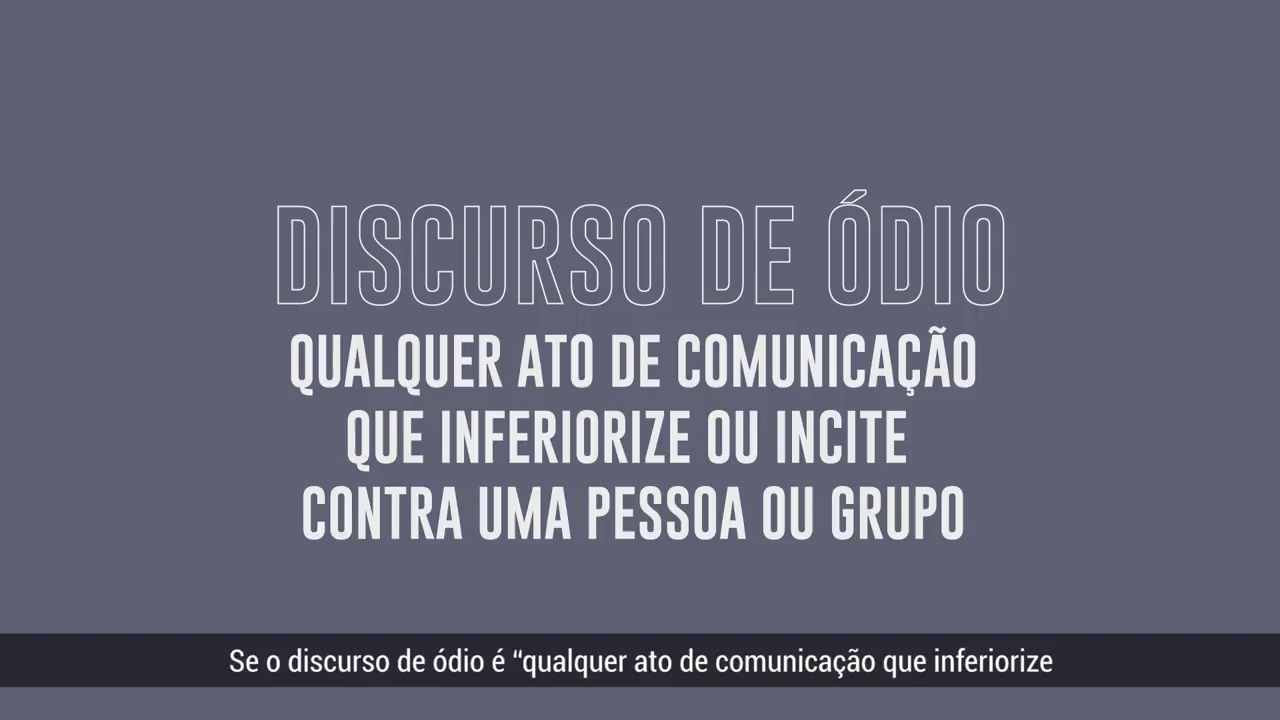 DISCURSO DE ÓDIO
QUALQUER ATO DE COMUNICAÇÃO
QUE INFERIORIZE OU INCITE
CONTRA UMA PESSOA OU GRUPO
Se o discurso de ódio é “qualquer ato de comunicação que inferiorize